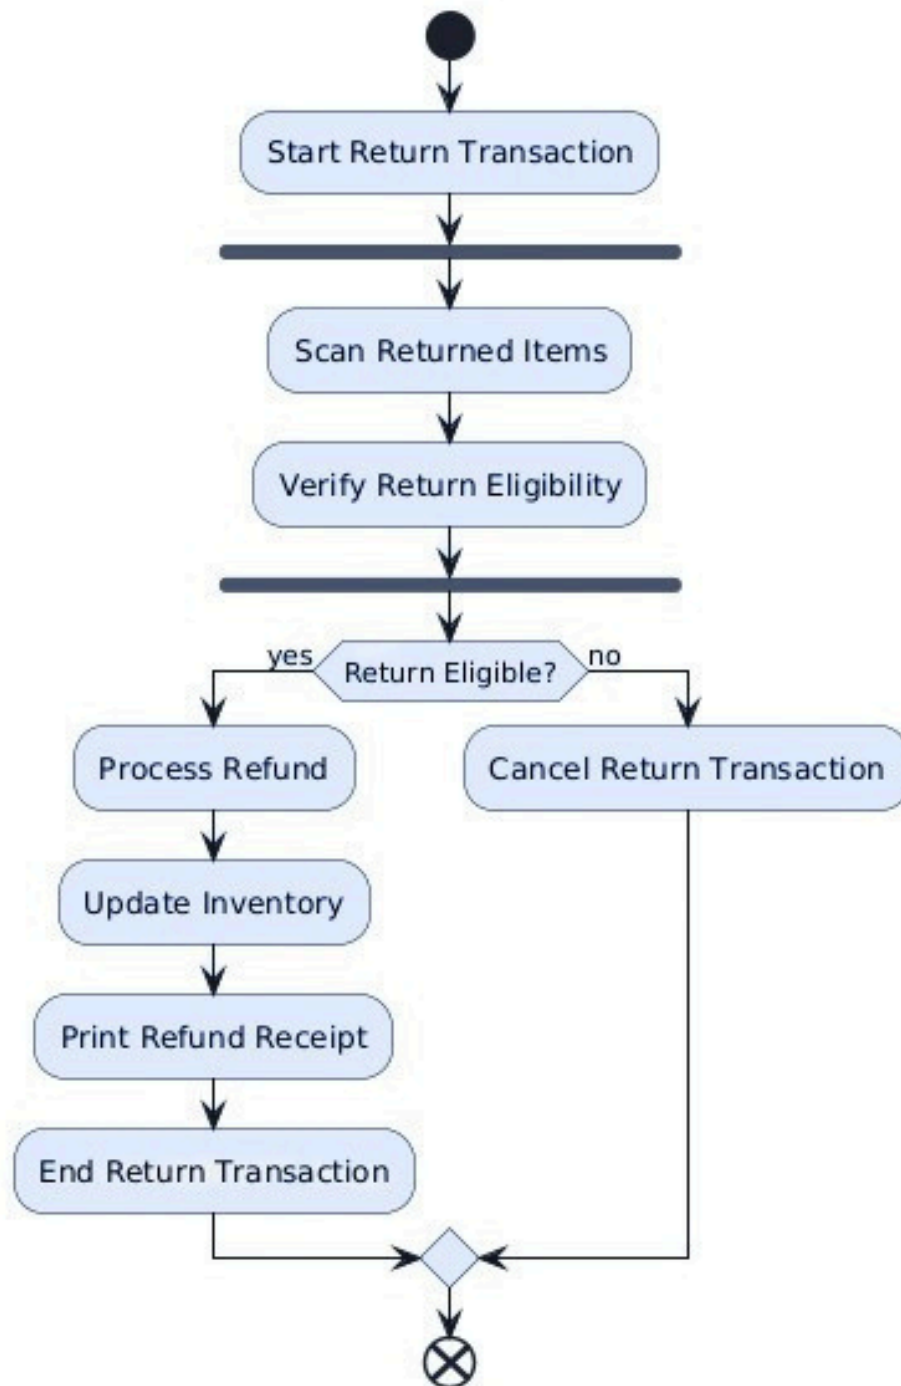 Start Return Transaction
Scan Returned Items
Verify Return Eligibility
yes
Return Eligible?
no
Process Refund
Cancel Return Transaction
Update Inventory
Print Refund Receipt
End Return Transaction